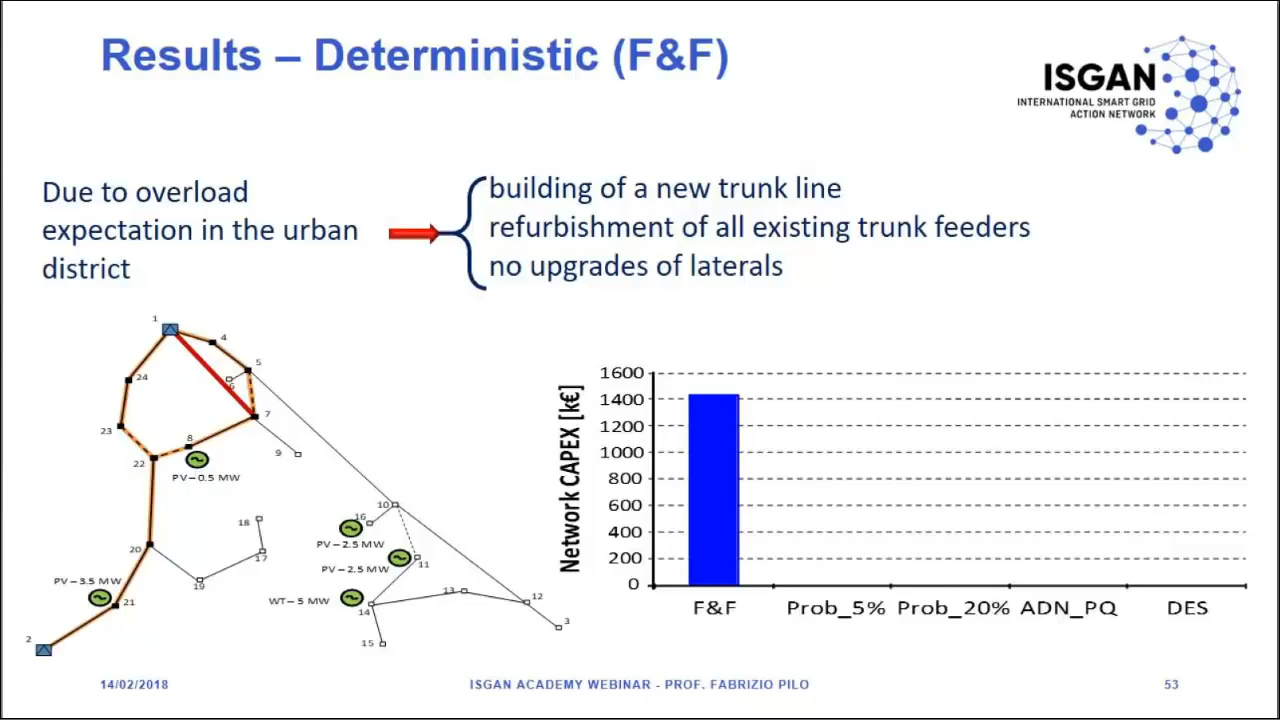 Results – Deterministic (F&F)
ISGAN
INTERNATIONAL SMART GRID
ACTION NETWORK
Due to overload
expectation in the urban
district
building of a new trunk line
refurbishment of all existing trunk feeders
no upgrades of laterals
1
4
5
6
24
7
23
8
9
22
PV – 0.5 MW
10
16
18
PV – 2.5 MW
20
17
11
PV – 2.5 MW
PV – 3.5 MW
19
13
12
21
WT – 5 MW
14
3
2
15
Network CAPEX [k€]
1600
1400
1200
1000
800
600
400
200
0
F&F Prob_5% Prob_20% ADN_PQ DES
14/02/2018 ISGAN ACADEMY WEBINAR - PROF. FABRIZIO PILO 53